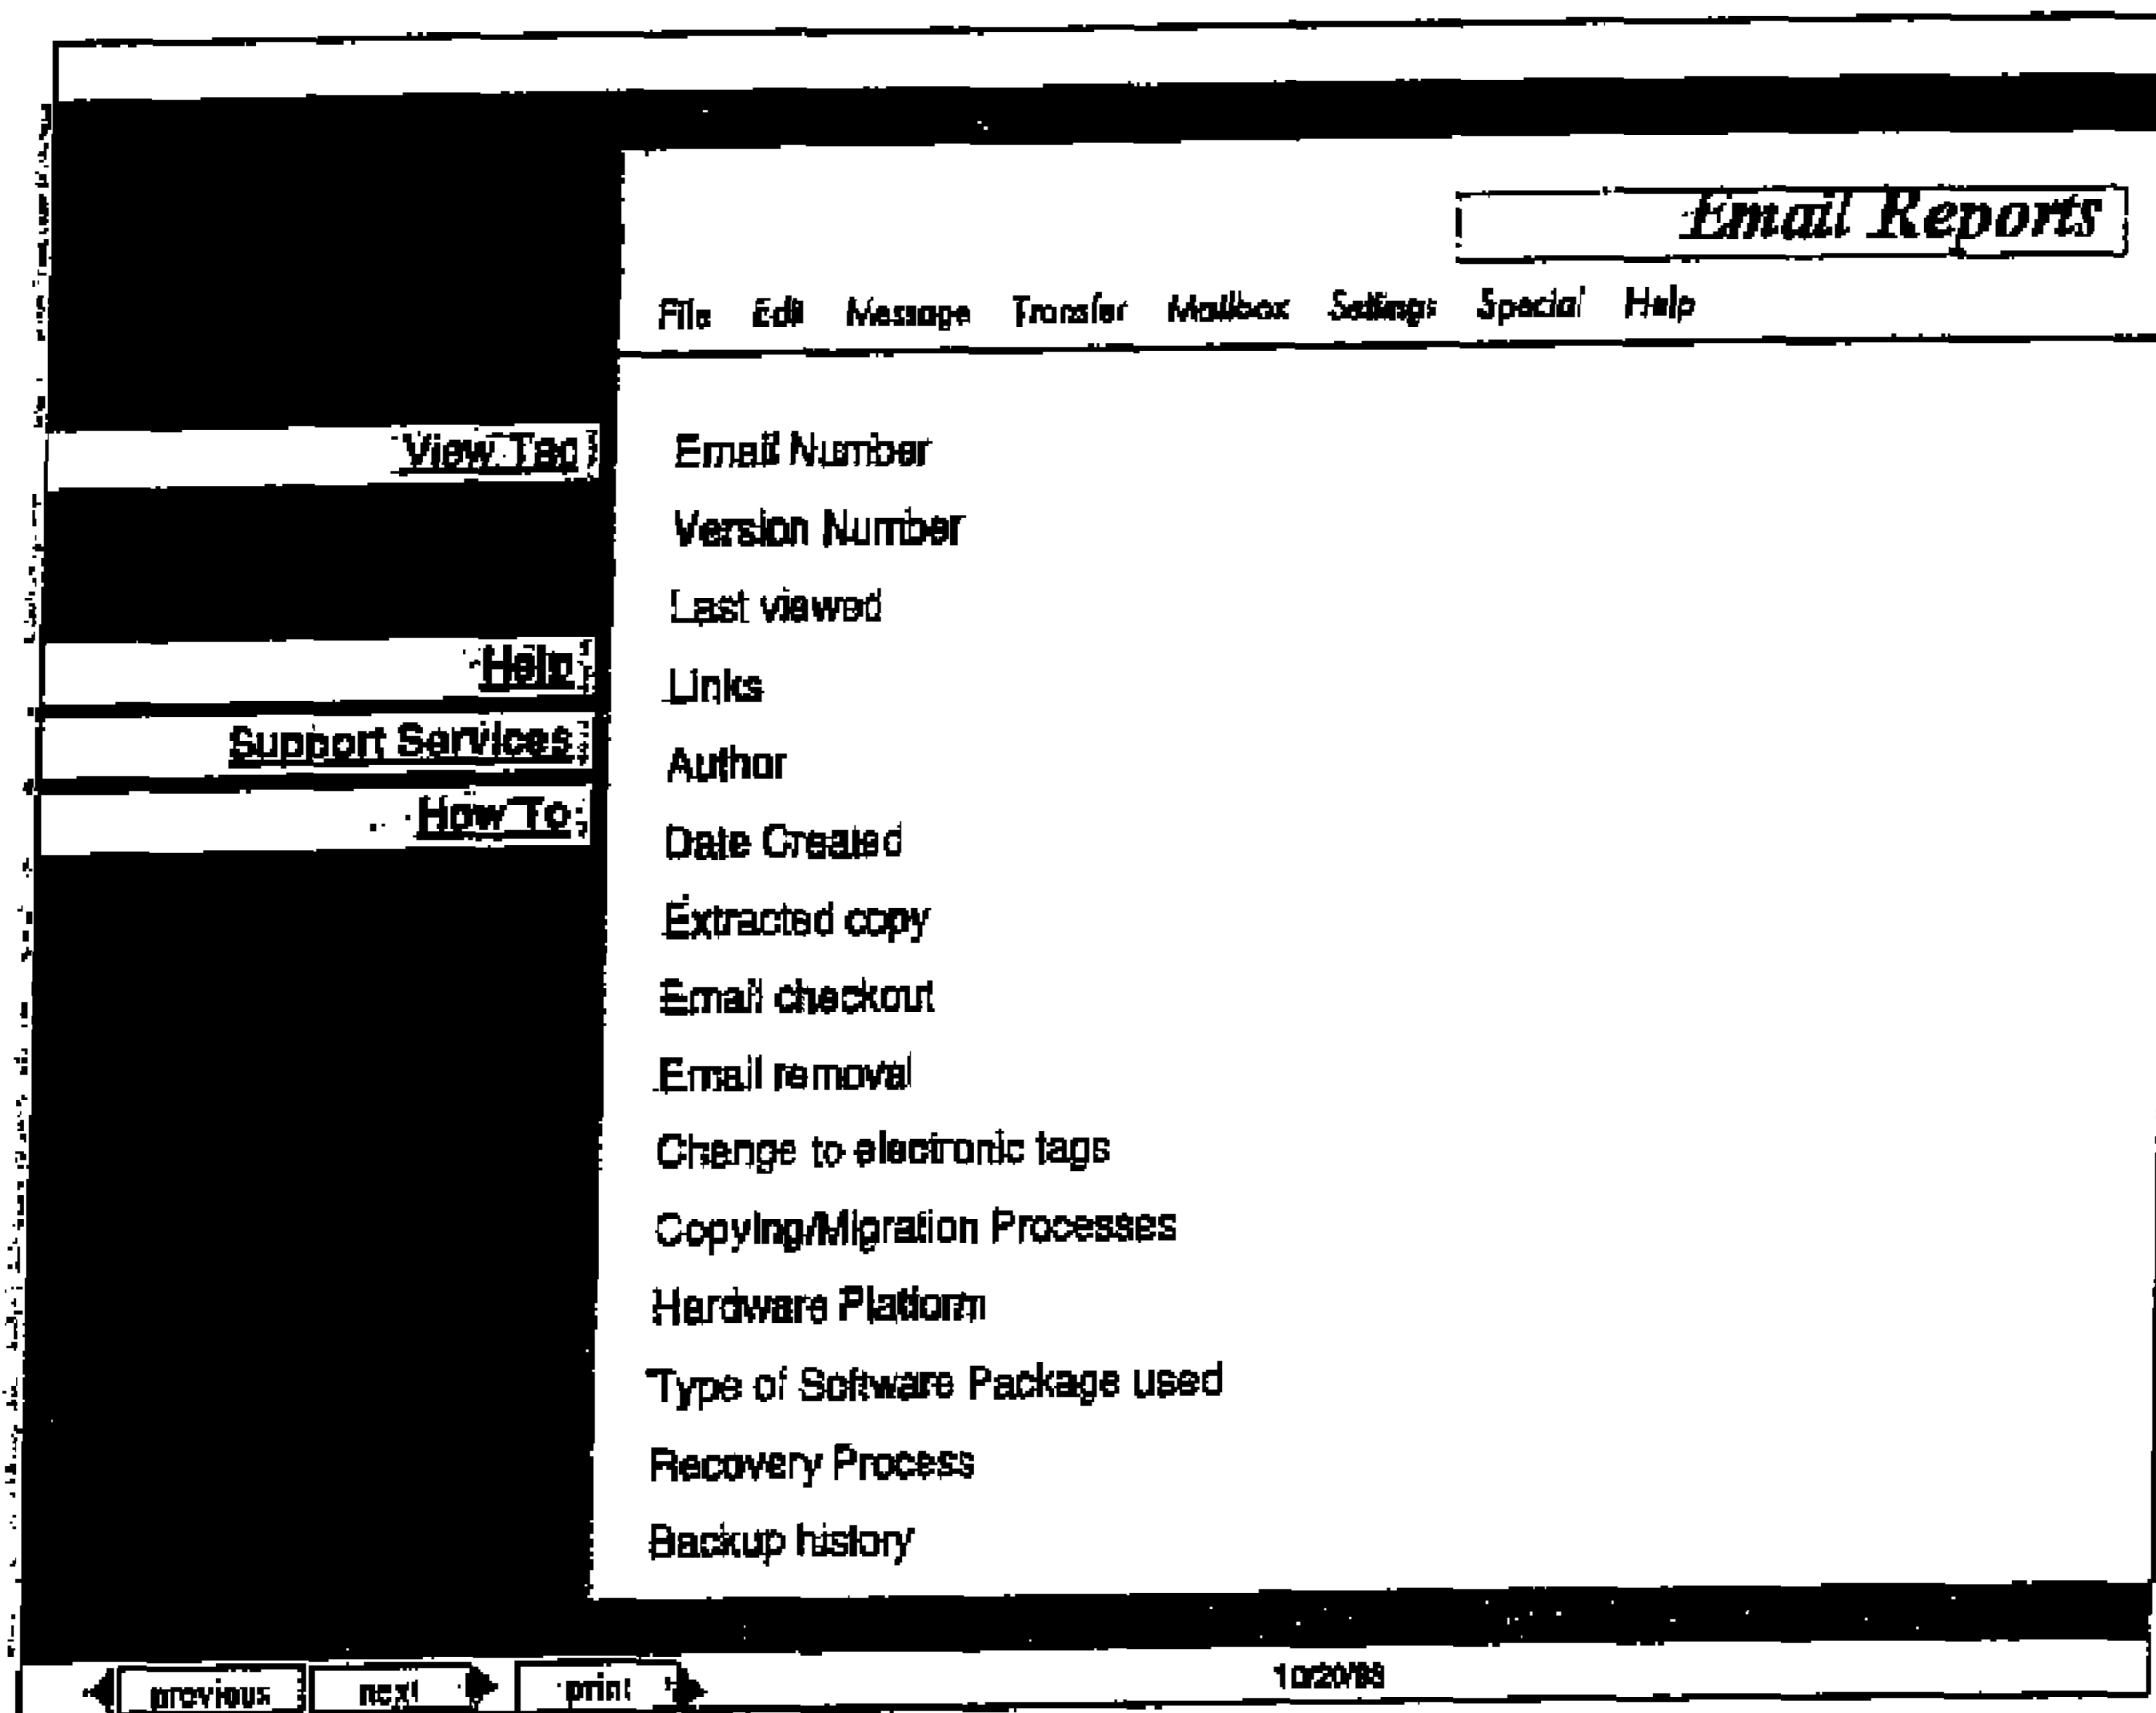 Email Reports
File Edit Message Transfer Mailbox Settings Special Help
View Tag
Help
Support Services
How To
Email Number
Version Number
Last viewed
Links
Author
Date Created
Extracted copy
Email checkout
Email removal
Change to electronic tags
Copying/Migration Processes
Hardware Platform
Type of Software Package used
Recovery Process
Backup history
previous next print